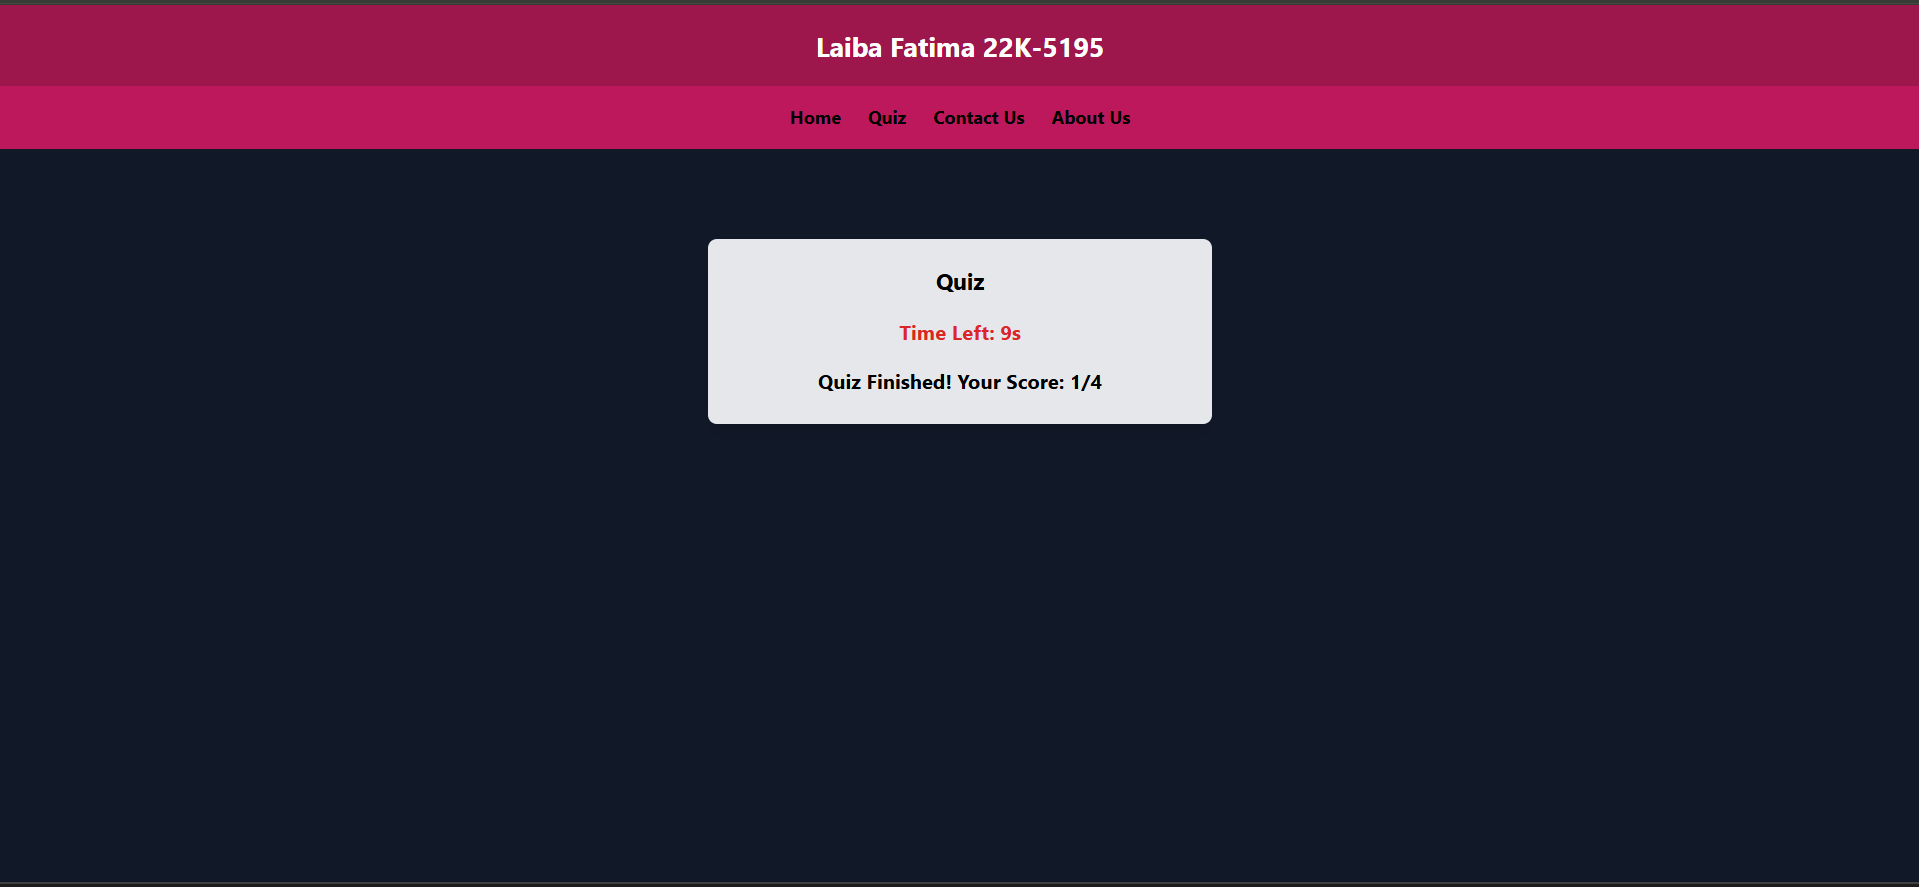 Laiba Fatima 22K-5195
Home Quiz Contact Us About Us
Quiz
Time Left: 9s
Quiz Finished! Your Score: 1/4